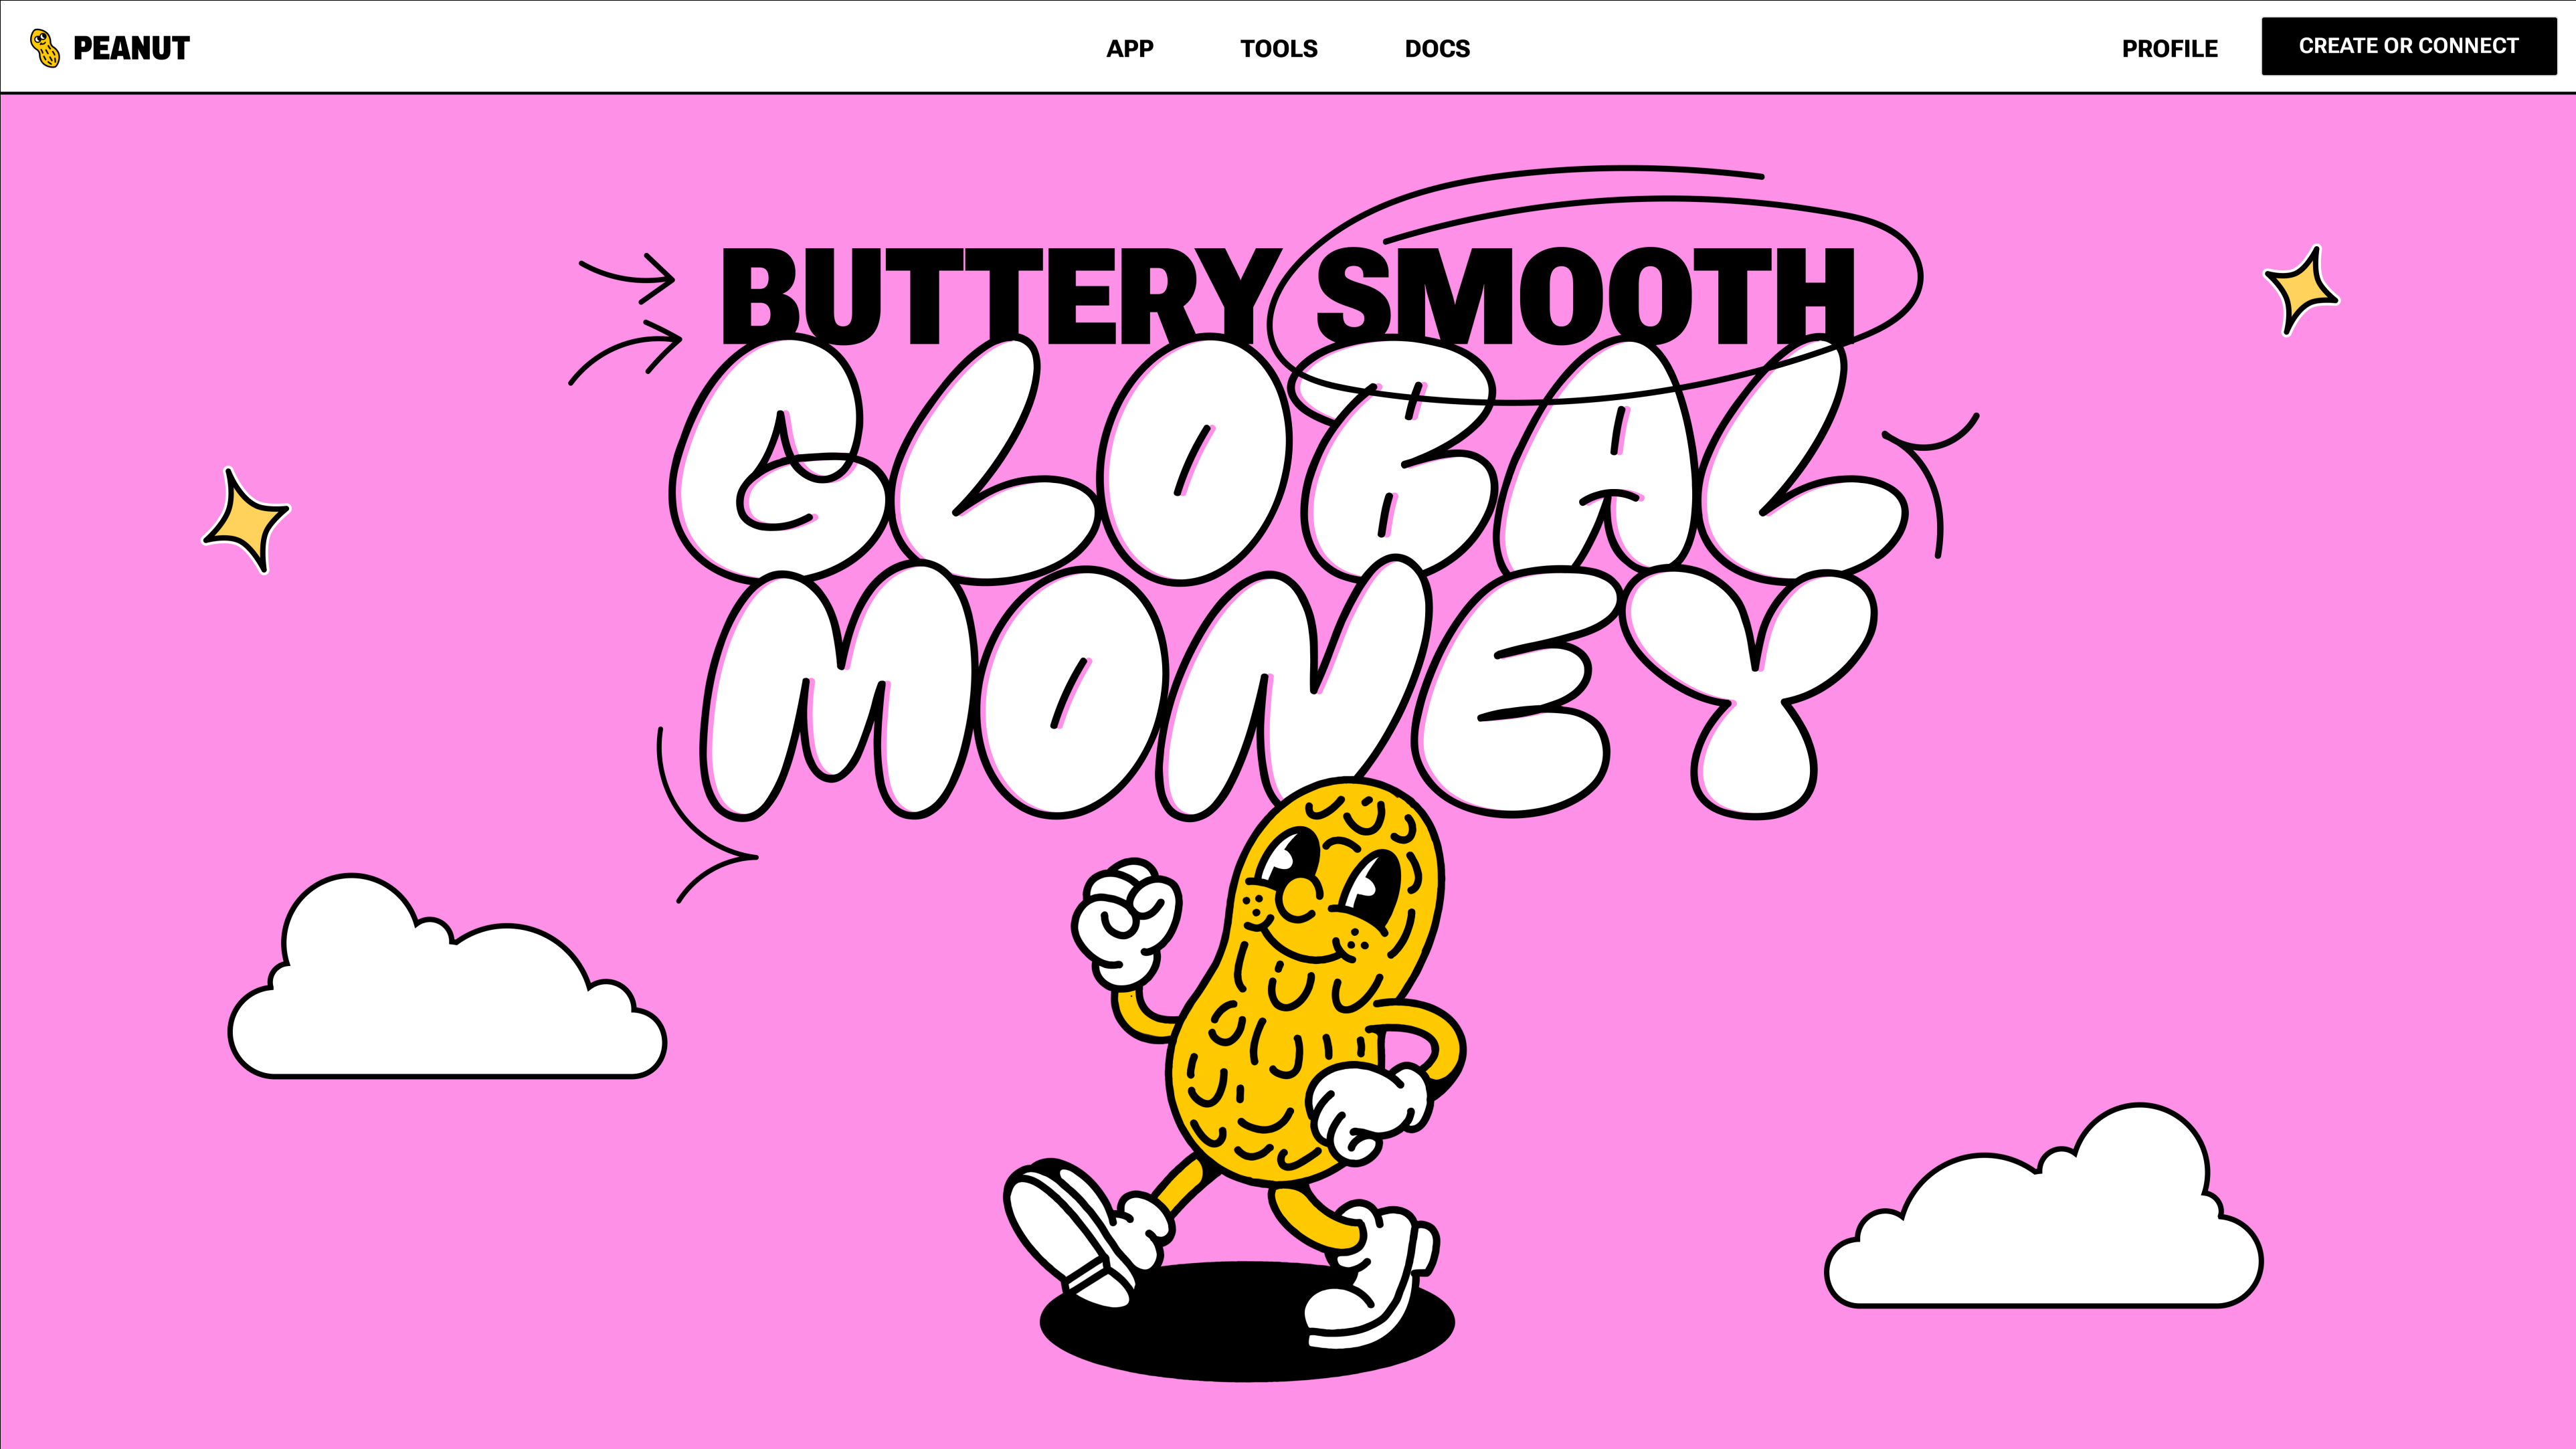 PEANUT
APP TOOLS DOCS
PROFILE
CREATE OR CONNECT
BUTTERY SMOOTH
GLOBAL
MONEY